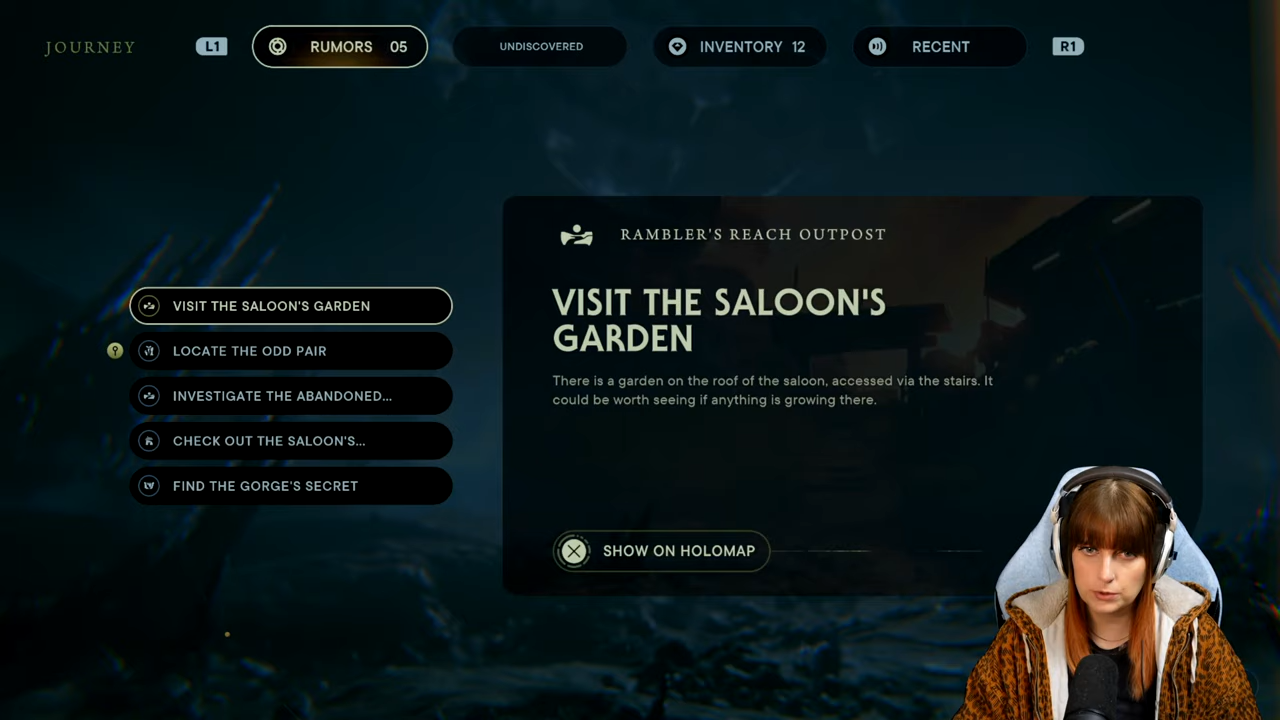 JOURNEY
L1
RUMORS 05
UNDISCOVERED
INVENTORY 12
RECENT
R1
VISIT THE SALOON'S GARDEN
LOCATE THE ODD PAIR
INVESTIGATE THE ABANDONED...
CHECK OUT THE SALOON'S...
FIND THE GORGE'S SECRET
RAMBLER'S REACH OUTPOST
VISIT THE SALOON'S
GARDEN
There is a garden on the roof of the saloon, accessed via the stairs. It
could be worth seeing if anything is growing there.
SHOW ON HOLOMAP